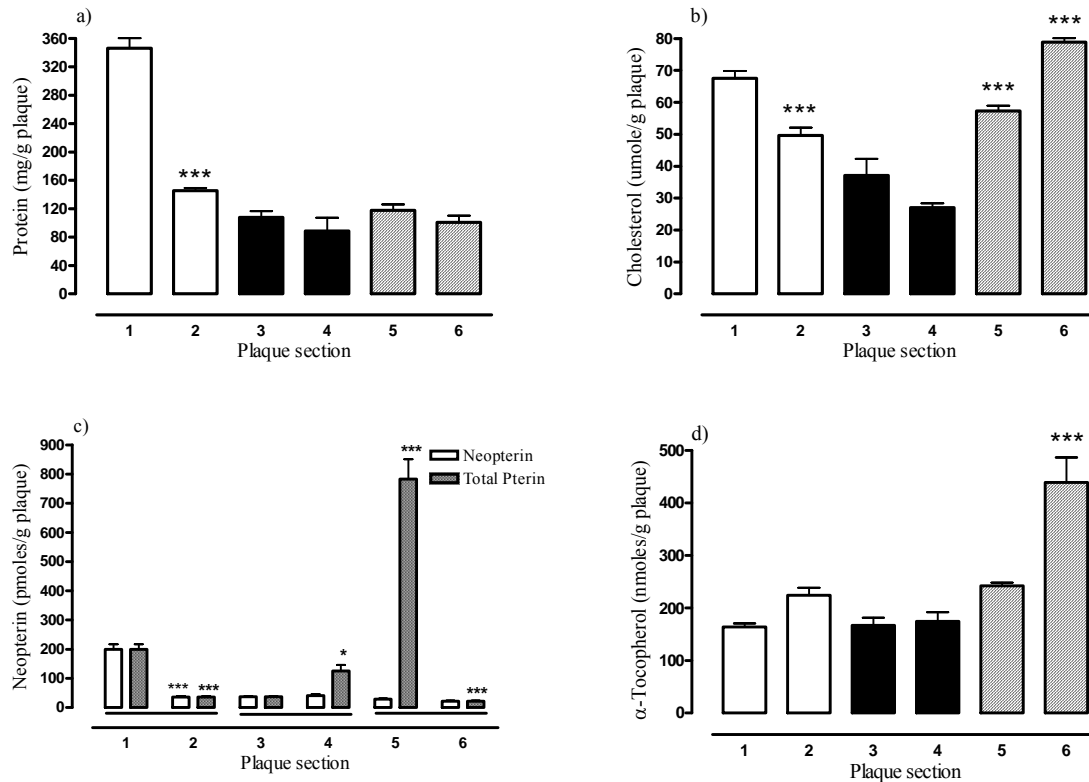 a)
Protein (mg/g plaque)
360
320
280
240
200
160
120
80
40
0
***
1 2 3 4 5 6
Plaque section
b)
Cholesterol (umole/g plaque)
80
70
60
50
40
30
20
10
0
***
***
***
1 2 3 4 5 6
Plaque section
c)
Neopterin (pmoles/g plaque)
900
800
700
600
500
400
300
200
100
0
Neopterin
Total Pterin
*** *** * *** ***
1 2 3 4 5 6
Plaque section
d)
α-Tocopherol (nmoles/g plaque)
500
400
300
200
100
0
***
1 2 3 4 5 6
Plaque section